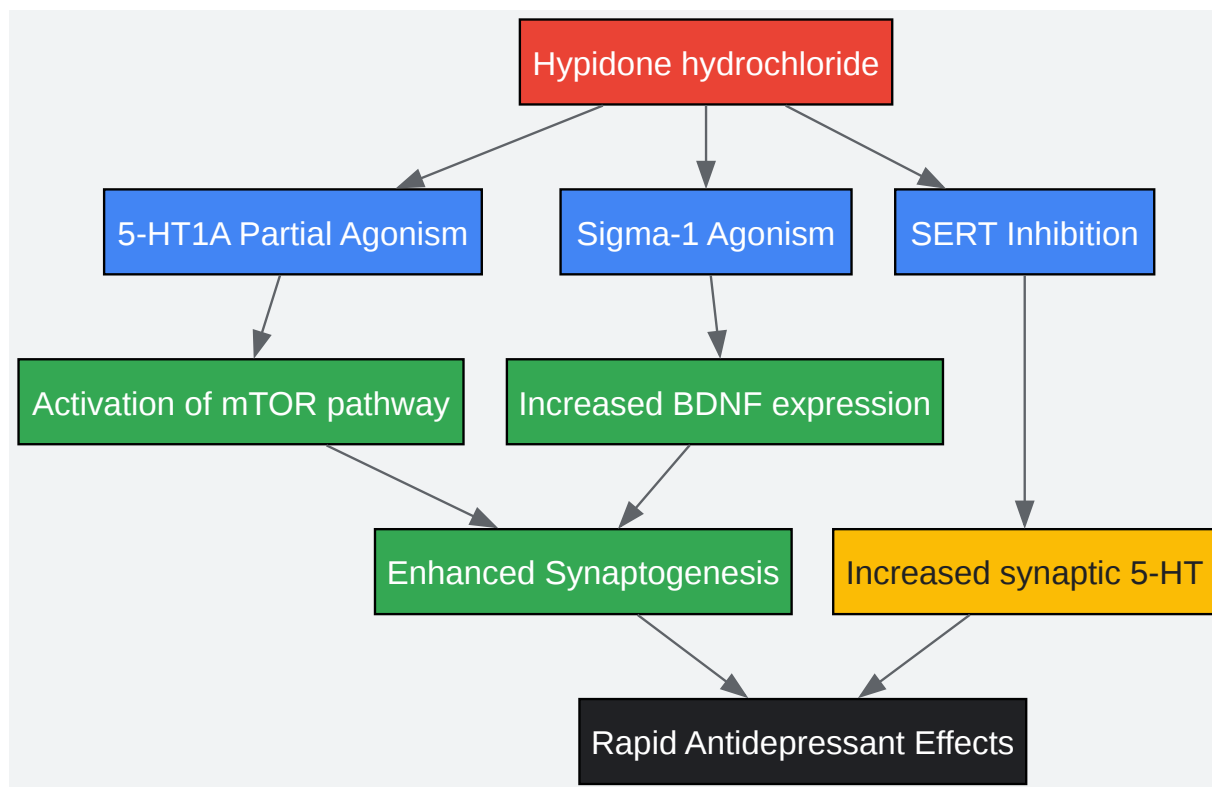 Hypidone hydrochloride
5-HT1A Partial Agonism
Sigma-1 Agonism
SERT Inhibition
Activation of mTOR pathway
Increased BDNF expression
Enhanced Synaptogenesis
Increased synaptic 5-HT
Rapid Antidepressant Effects